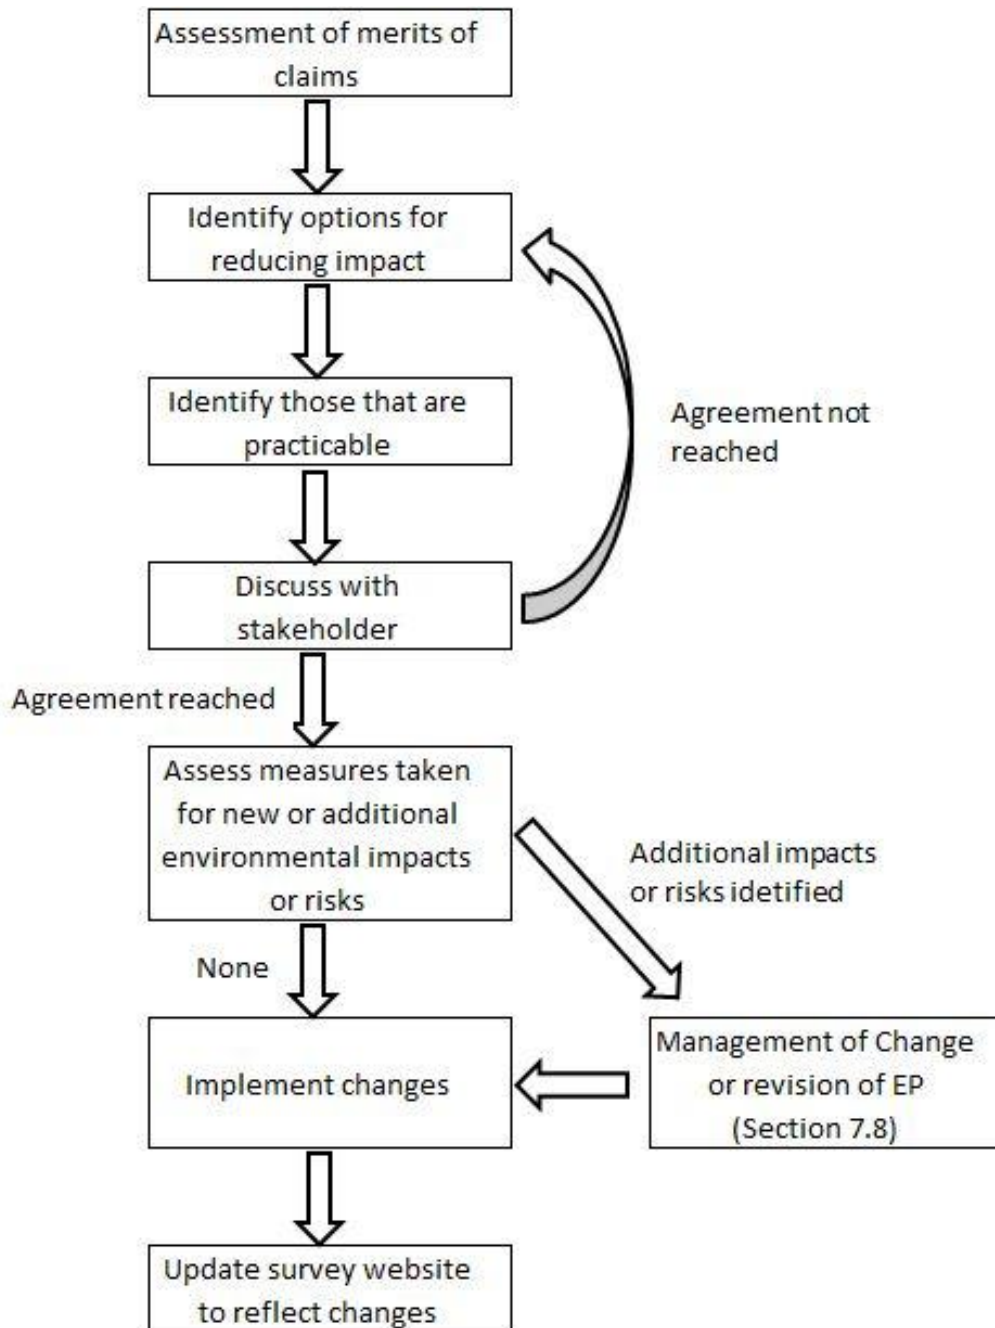 Assessment of merits of
claims
Identify options for
reducing impact
Identify those that are
practicable
Agreement not
reached
Discuss with
stakeholder
Agreement reached
Assess measures taken
for new or additional
environmental impacts
or risks
Additional impacts
or risks idetified
None
Implement changes
Management of Change
or revision of EP
(Section 7.8)
Update survey website
to reflect changes